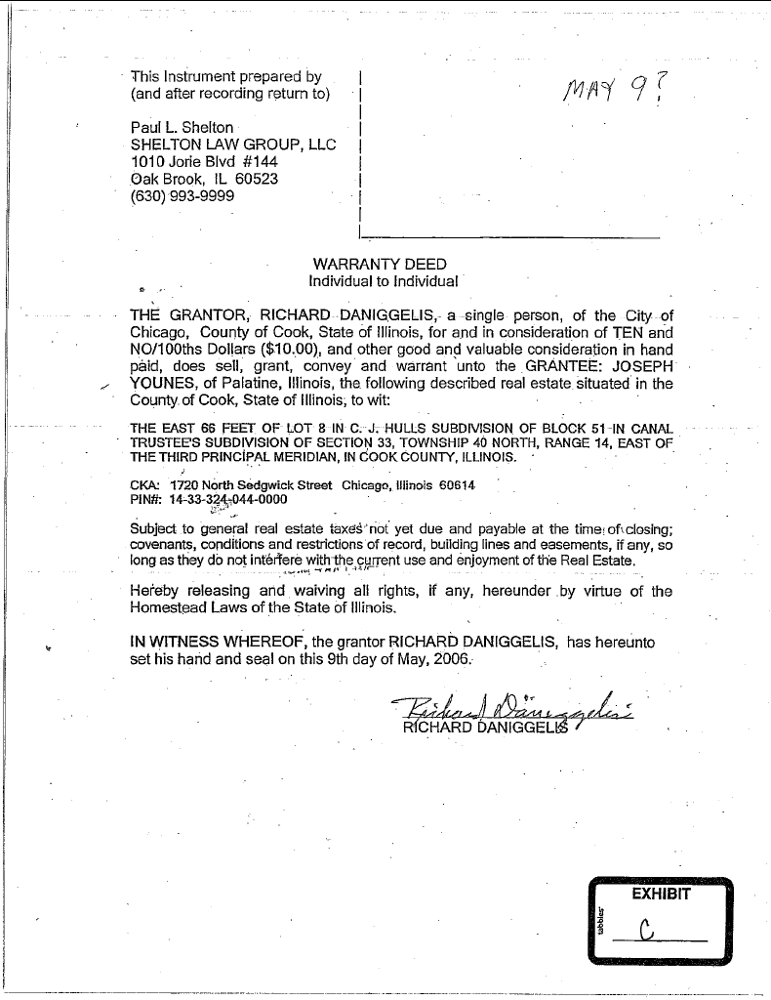 This Instrument prepared by
(and after recording return to)
MAY 9?
Paul L. Shelton
SHELTON LAW GROUP, LLC
1010 Jorie Blvd #144
Oak Brook, IL 60523
(630) 993-9999
WARRANTY DEED
Individual to Individual
THE GRANTOR, RICHARD DANIGGELIS, a single person, of the City of
Chicago, County of Cook, State of Illinois, for and in consideration of TEN and
NO/100ths Dollars ($10.00), and other good and valuable consideration in hand
paid, does sell, grant, convey and warrant unto the GRANTEE: JOSEPH
YOUNES, of Palatine, Illinois, the following described real estate situated in the
County of Cook, State of Illinois, to wit:
THE EAST 66 FEET OF LOT 8 IN C. J. HULLS SUBDIVISION OF BLOCK 51 IN CANAL
TRUSTEE'S SUBDIVISION OF SECTION 33, TOWNSHIP 40 NORTH, RANGE 14, EAST OF
THE THIRD PRINCIPAL MERIDIAN, IN COOK COUNTY, ILLINOIS.
CKA: 1720 North Sedgwick Street Chicago, Illinois 60614
PIN#: 14-33-324-044-0000
Subject to general real estate taxes not yet due and payable at the time of closing;
covenants, conditions and restrictions of record, building lines and easements, if any, so
long as they do not interfere with the current use and enjoyment of the Real Estate.
Hereby releasing and waiving all rights, if any, hereunder by virtue of the
Homestead Laws of the State of Illinois.
IN WITNESS WHEREOF, the grantor RICHARD DANIGGELIS, has hereunto
set his hand and seal on this 9th day of May, 2006.
Richard Daniggelis
RICHARD DANIGGELIS
EXHIBIT
tabbies'
C